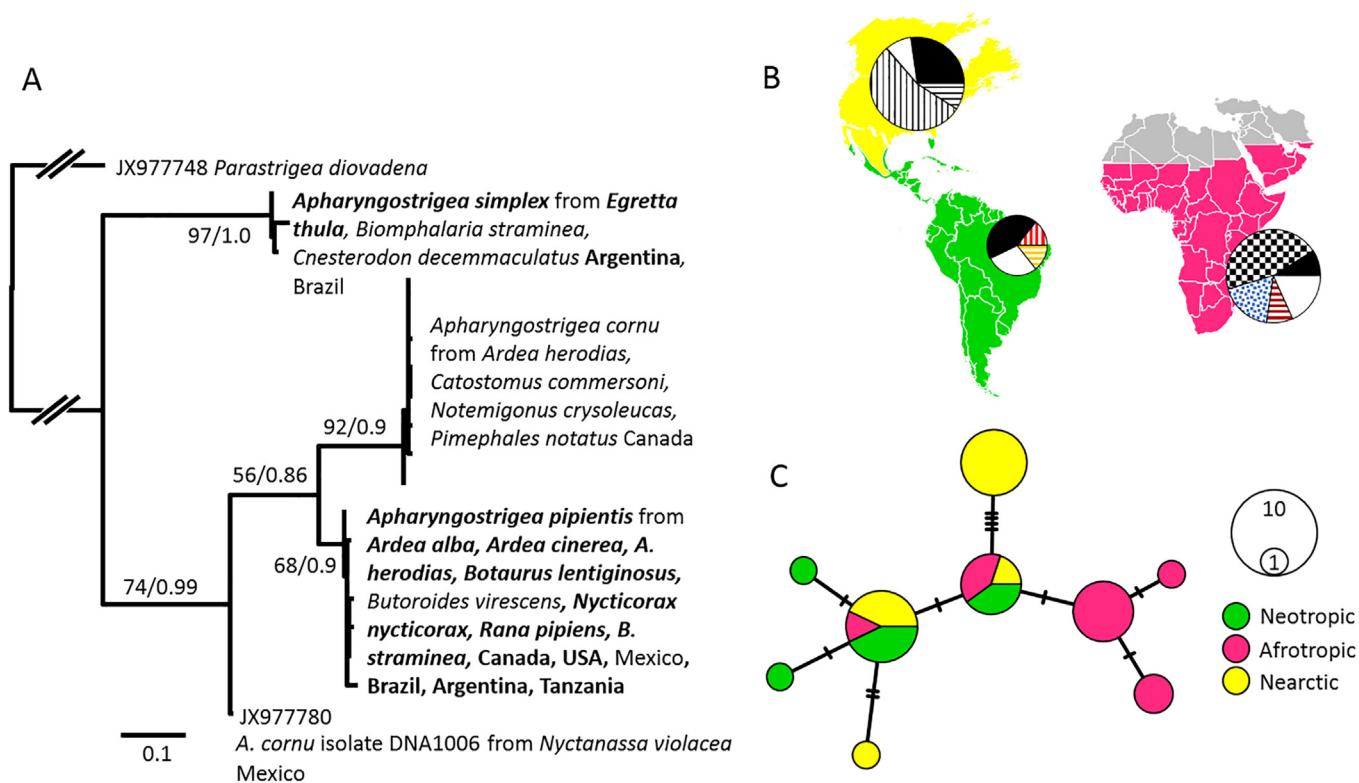 A
JX977748 Parastrigea diovadena
Apharyngostrigea simplex from Egretta
thula, Biomphalaria straminea,
Cnesterodon decemmaculatus Argentina,
Brazil
97/1.0
Apharyngostrigea cornu
from Ardea herodias,
Catostomus commersoni,
Notemigonus crysoleucas,
Pimephales notatus Canada
92/0.9
56/0.86
Apharyngostrigea pipientis from
Ardea alba, Ardea cinerea, A.
herodias, Botaurus lentiginosus,
Butoroides virescens, Nycticorax
nycticorax, Rana pipiens, B.
straminea, Canada, USA, Mexico,
Brazil, Argentina, Tanzania
68/0.9
74/0.99
JX977780
A. cornu isolate DNA1006 from Nyctanassa violacea
Mexico
0.1
B
C
10
1
Neotropic
Afrotropic
Nearctic